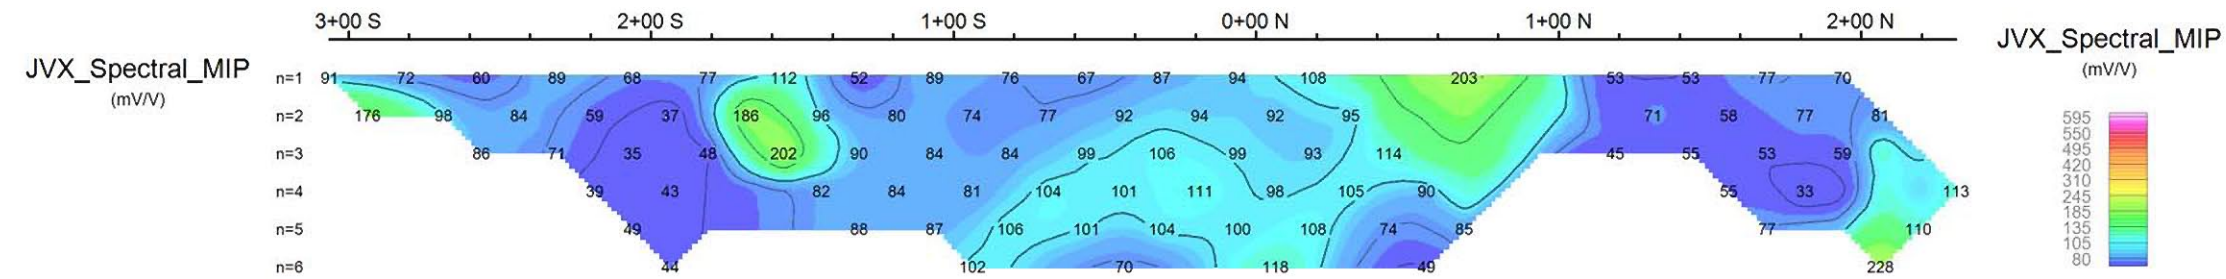 3+00 S 2+00 S 1+00 S 0+00 N 1+00 N 2+00 N
JVX_Spectral_MIP
(mV/V)
n=1 91 72 60 89 68 77 112 52 89 76 67 87 94 108 203 53 53 77 70
n=2 176 98 84 59 37 186 96 80 74 77 92 94 92 95 71 58 77 81
n=3 86 71 35 48 202 90 84 84 99 106 99 93 114 45 55 53 59
n=4 39 43 82 84 81 104 101 111 98 105 90 55 33 113
n=5 49 88 87 106 101 104 100 108 74 85 77 110
n=6 44 102 70 118 49 228
JVX_Spectral_MIP
(mV/V)
595
550
495
420
310
245
185
135
105
80